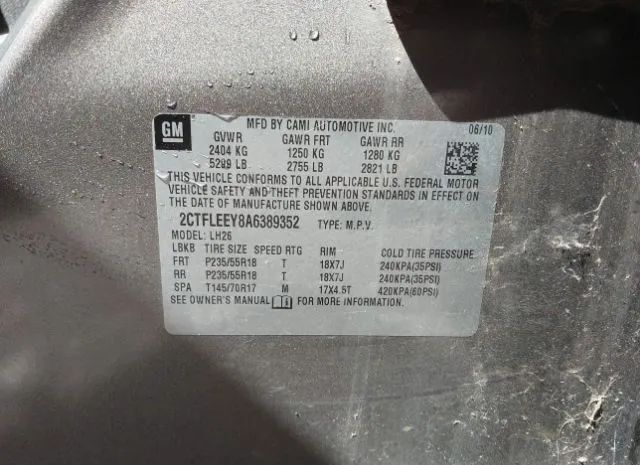 GM
MFD BY CAMI AUTOMOTIVE INC. 06/10
GVWR GAWR FRT GAWR RR
2404 KG 1250 KG 1280 KG
5299 LB 2755 LB 2821 LB
THIS VEHICLE CONFORMS TO ALL APPLICABLE U.S. FEDERAL MOTOR
VEHICLE SAFETY AND THEFT PREVENTION STANDARDS IN EFFECT ON
THE DATE OF MANUFACTURE SHOWN ABOVE.
2CTFLEEY8A6389352 TYPE: M.P.V.
MODEL: LH26
LBKB TIRE SIZE SPEED RTG RIM COLD TIRE PRESSURE
FRT P235/55R18 T 18X7J 240KPA(35PSI)
RR P235/55R18 T 18X7J 240KPA(35PSI)
SPA T145/70R17 M 17X4.5T 420KPA(60PSI)
SEE OWNER'S MANUAL FOR MORE INFORMATION.